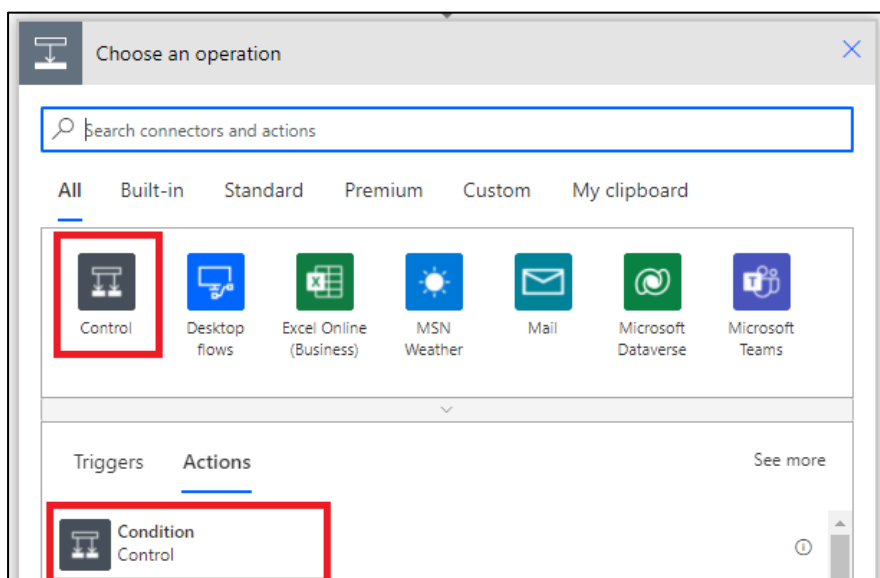 Choose an operation
Search connectors and actions
All Built-in Standard Premium Custom My clipboard
Control Desktop flows Excel Online (Business) MSN Weather Mail Microsoft Dataverse Microsoft Teams
Triggers Actions See more
Condition
Control